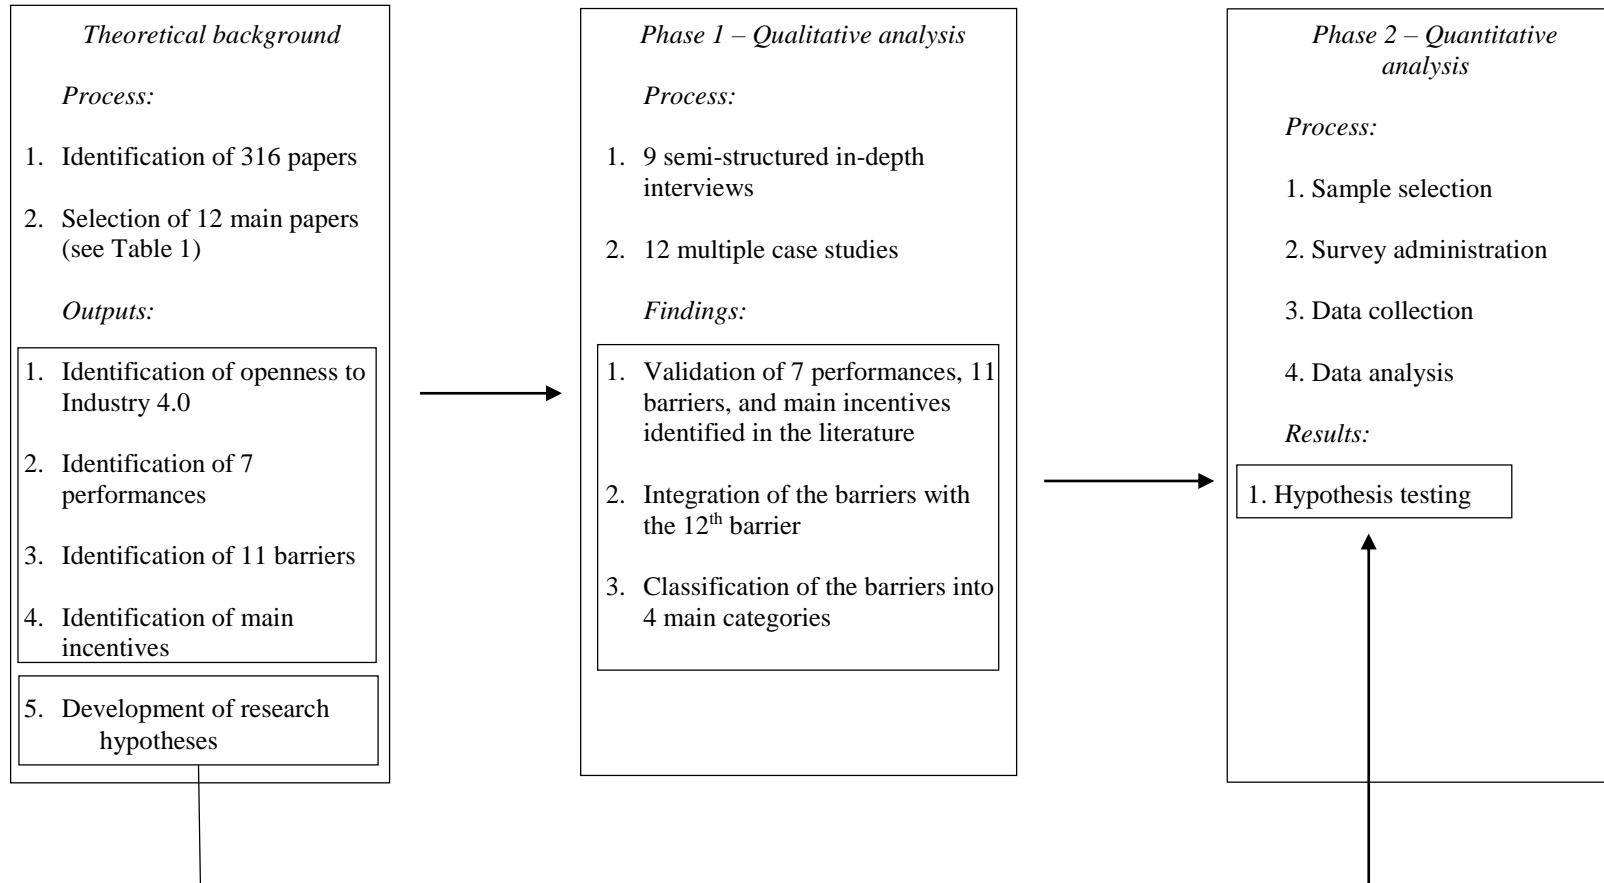 Theoretical background
Process:
1. Identification of 316 papers
2. Selection of 12 main papers
(see Table 1)
Outputs:
1. Identification of openness to
Industry 4.0
2. Identification of 7
performances
3. Identification of 11 barriers
4. Identification of main
incentives
5. Development of research
hypotheses
Phase 1 – Qualitative analysis
Process:
1. 9 semi-structured in-depth
interviews
2. 12 multiple case studies
Findings:
1. Validation of 7 performances, 11
barriers, and main incentives
identified in the literature
2. Integration of the barriers with
the 12th barrier
3. Classification of the barriers into
4 main categories
Phase 2 – Quantitative
analysis
Process:
1. Sample selection
2. Survey administration
3. Data collection
4. Data analysis
Results:
1. Hypothesis testing